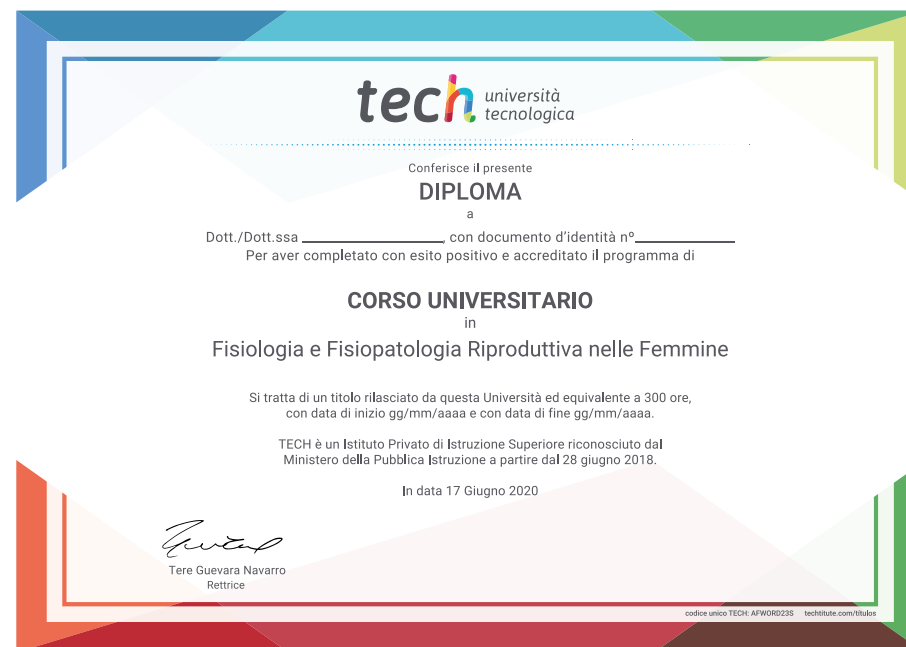 tech università
tecnologica
Conferisce il presente
DIPLOMA
a
Dott./Dott.ssa ____________________, con documento d'identità nº______________
Per aver completato con esito positivo e accreditato il programma di
CORSO UNIVERSITARIO
in
Fisiologia e Fisiopatologia Riproduttiva nelle Femmine
Si tratta di un titolo rilasciato da questa Università ed equivalente a 300 ore,
con data di inizio gg/mm/aaaa e con data di fine gg/mm/aaaa.
TECH è un Istituto Privato di Istruzione Superiore riconosciuto dal
Ministero della Pubblica Istruzione a partire dal 28 giugno 2018.
In data 17 Giugno 2020
Tere Guevara Navarro
Rettrice
codice unico TECH: AFWORD23S techtitute.com/titulos